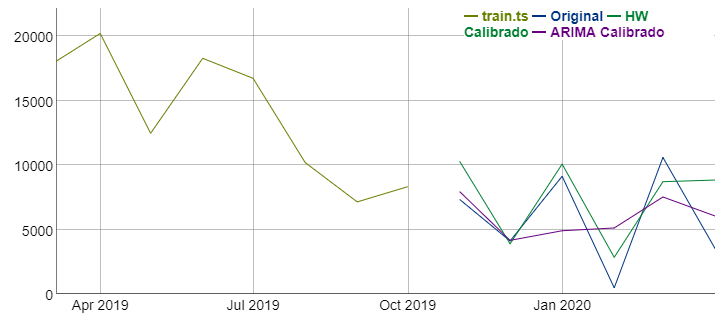 train.ts Original HW
Calibrado ARIMA Calibrado
20000
15000
10000
5000
0
Apr 2019 Jul 2019 Oct 2019 Jan 2020